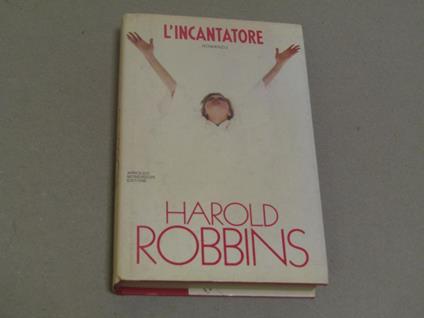 L'INCANTATORE
ROMANZO
ARNOLDO
MONDADORI
EDITORE
HAROLD
ROBBINS